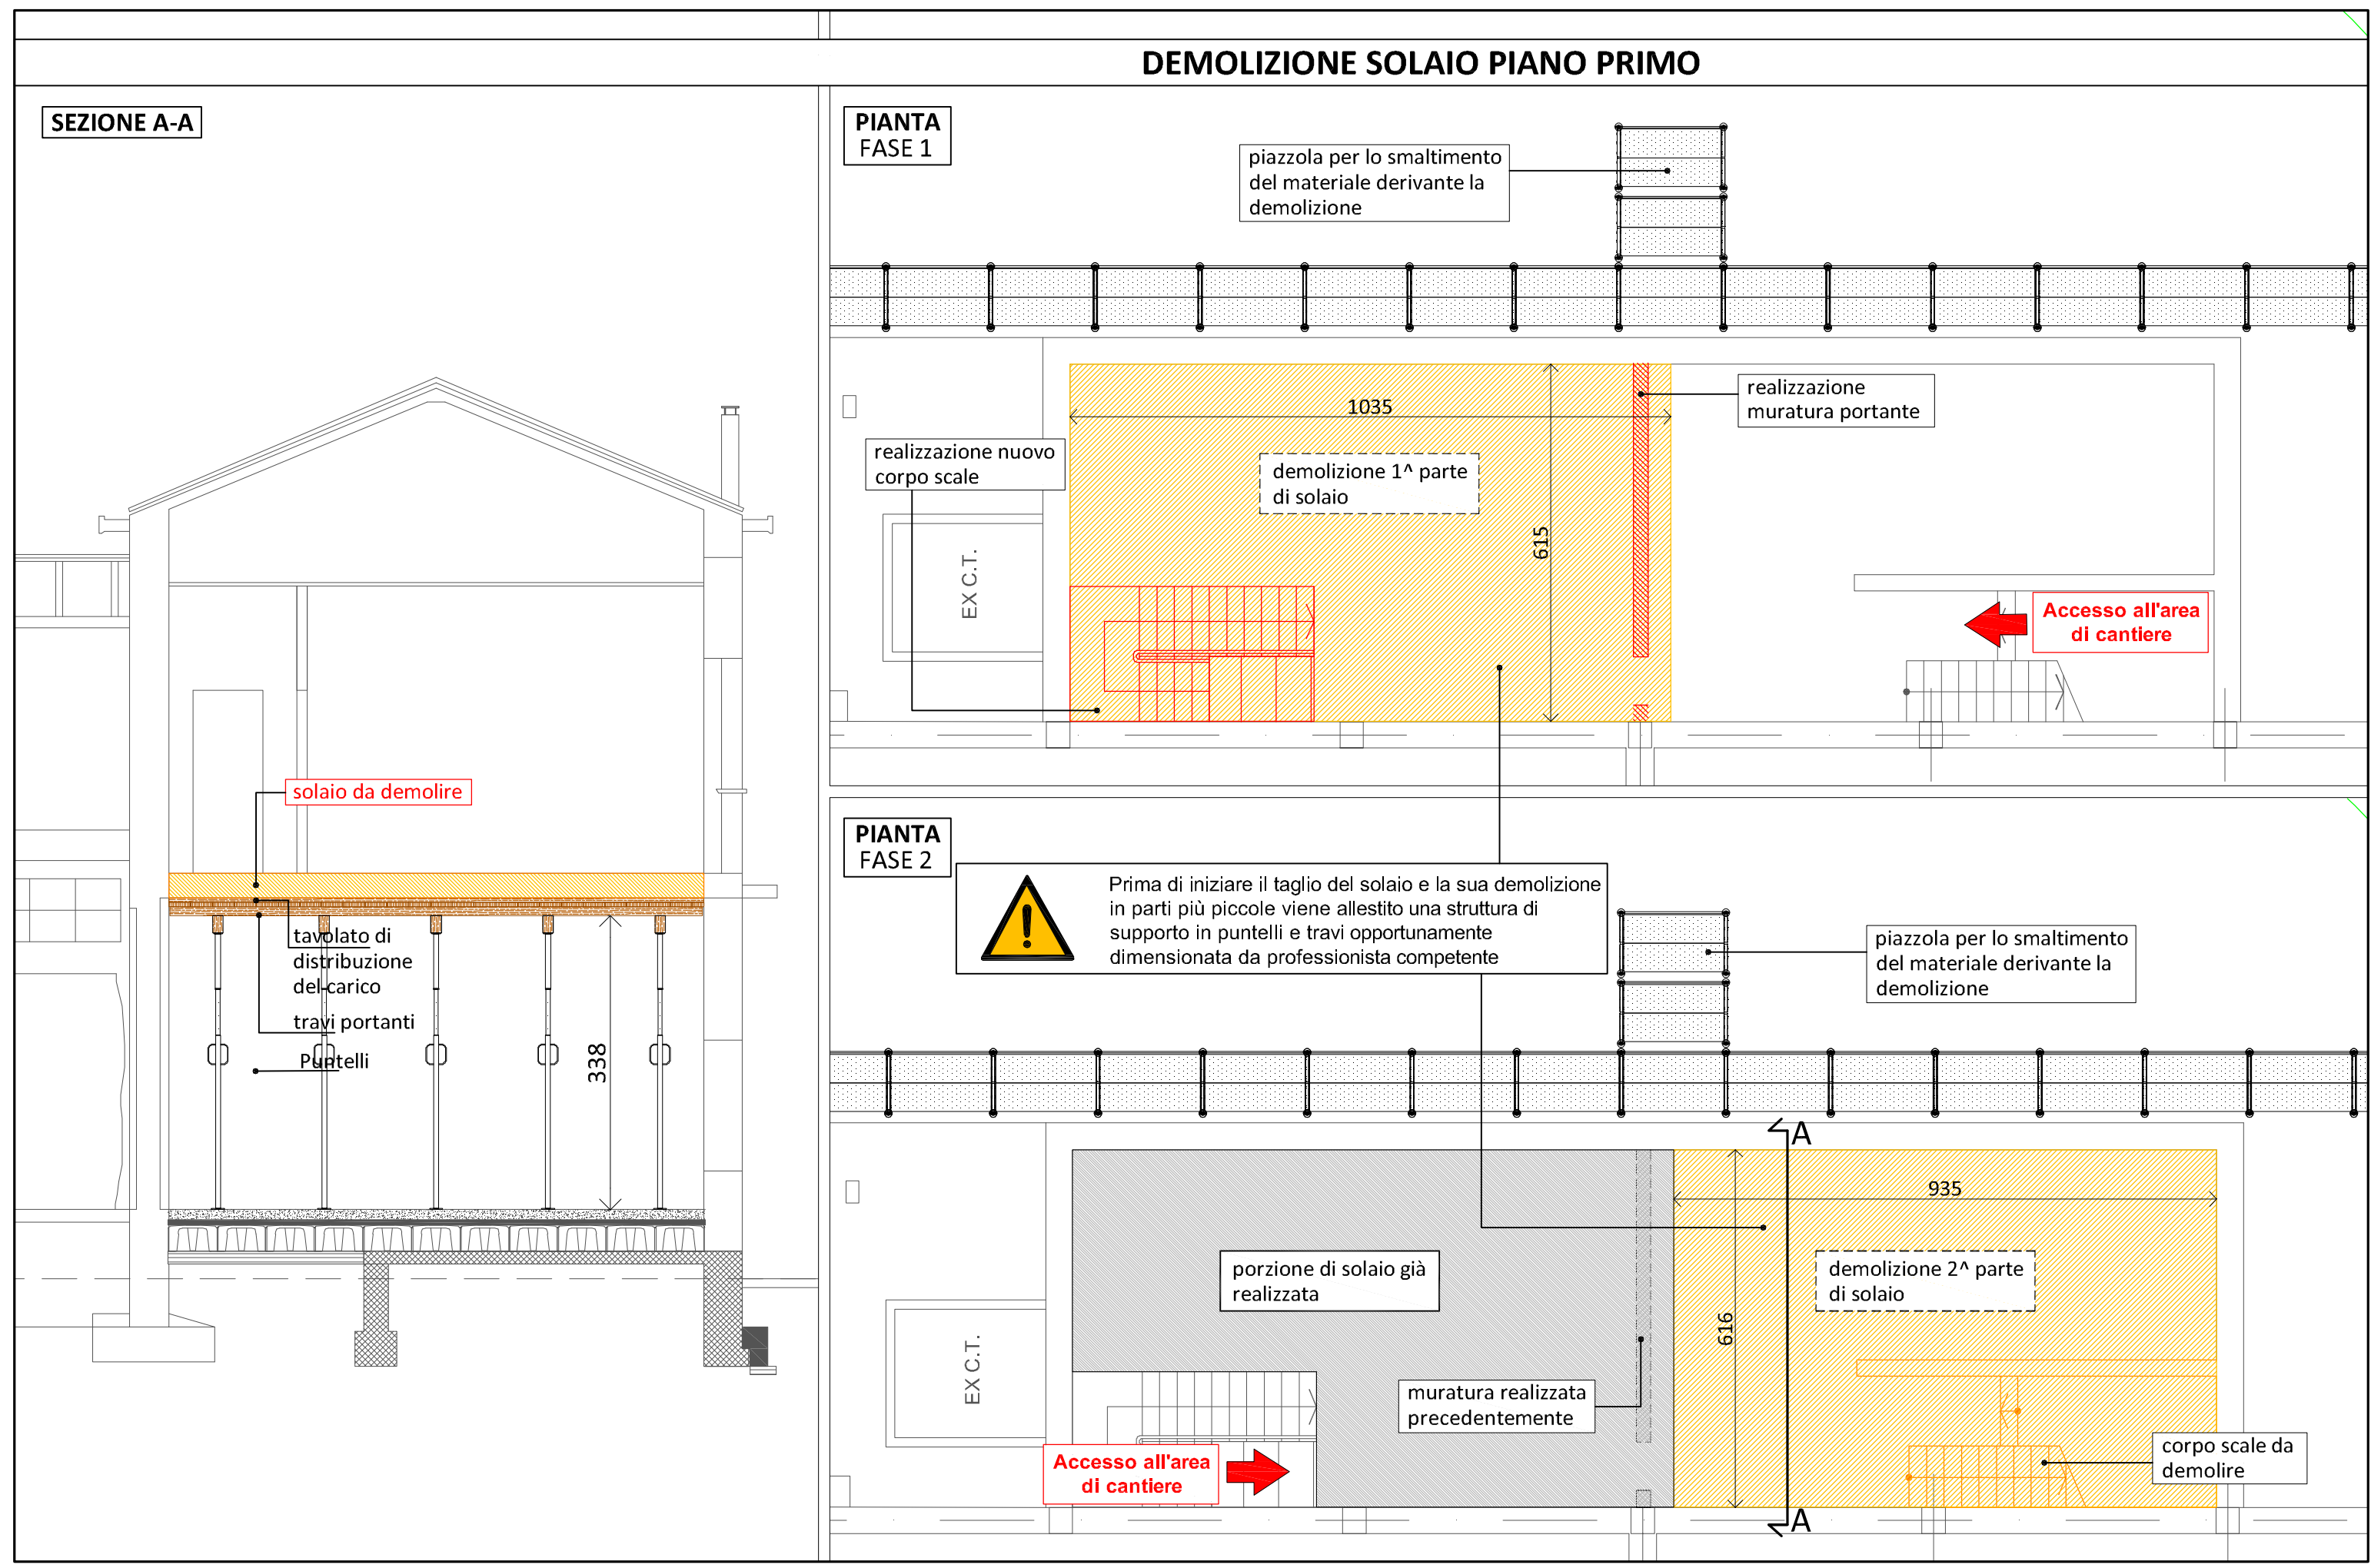 DEMOLIZIONE SOLAIO PIANO PRIMO
SEZIONE A-A
solaio da demolire
tavolato di
distribuzione
del carico
travi portanti
Puntelli
338
PIANTA
FASE 1
piazzola per lo smaltimento
del materiale derivante la
demolizione
realizzazione
muratura portante
1035
realizzazione nuovo
corpo scale
demolizione 1^ parte
di solaio
615
EX C.T.
Accesso all'area
di cantiere
PIANTA
FASE 2
Prima di iniziare il taglio del solaio e la sua demolizione
in parti più piccole viene allestito una struttura di
supporto in puntelli e travi opportunamente
dimensionata da professionista competente
piazzola per lo smaltimento
del materiale derivante la
demolizione
A
935
porzione di solaio già
realizzata
demolizione 2^ parte
di solaio
616
EX C.T.
muratura realizzata
precedentemente
corpo scale da
demolire
Accesso all'area
di cantiere
A